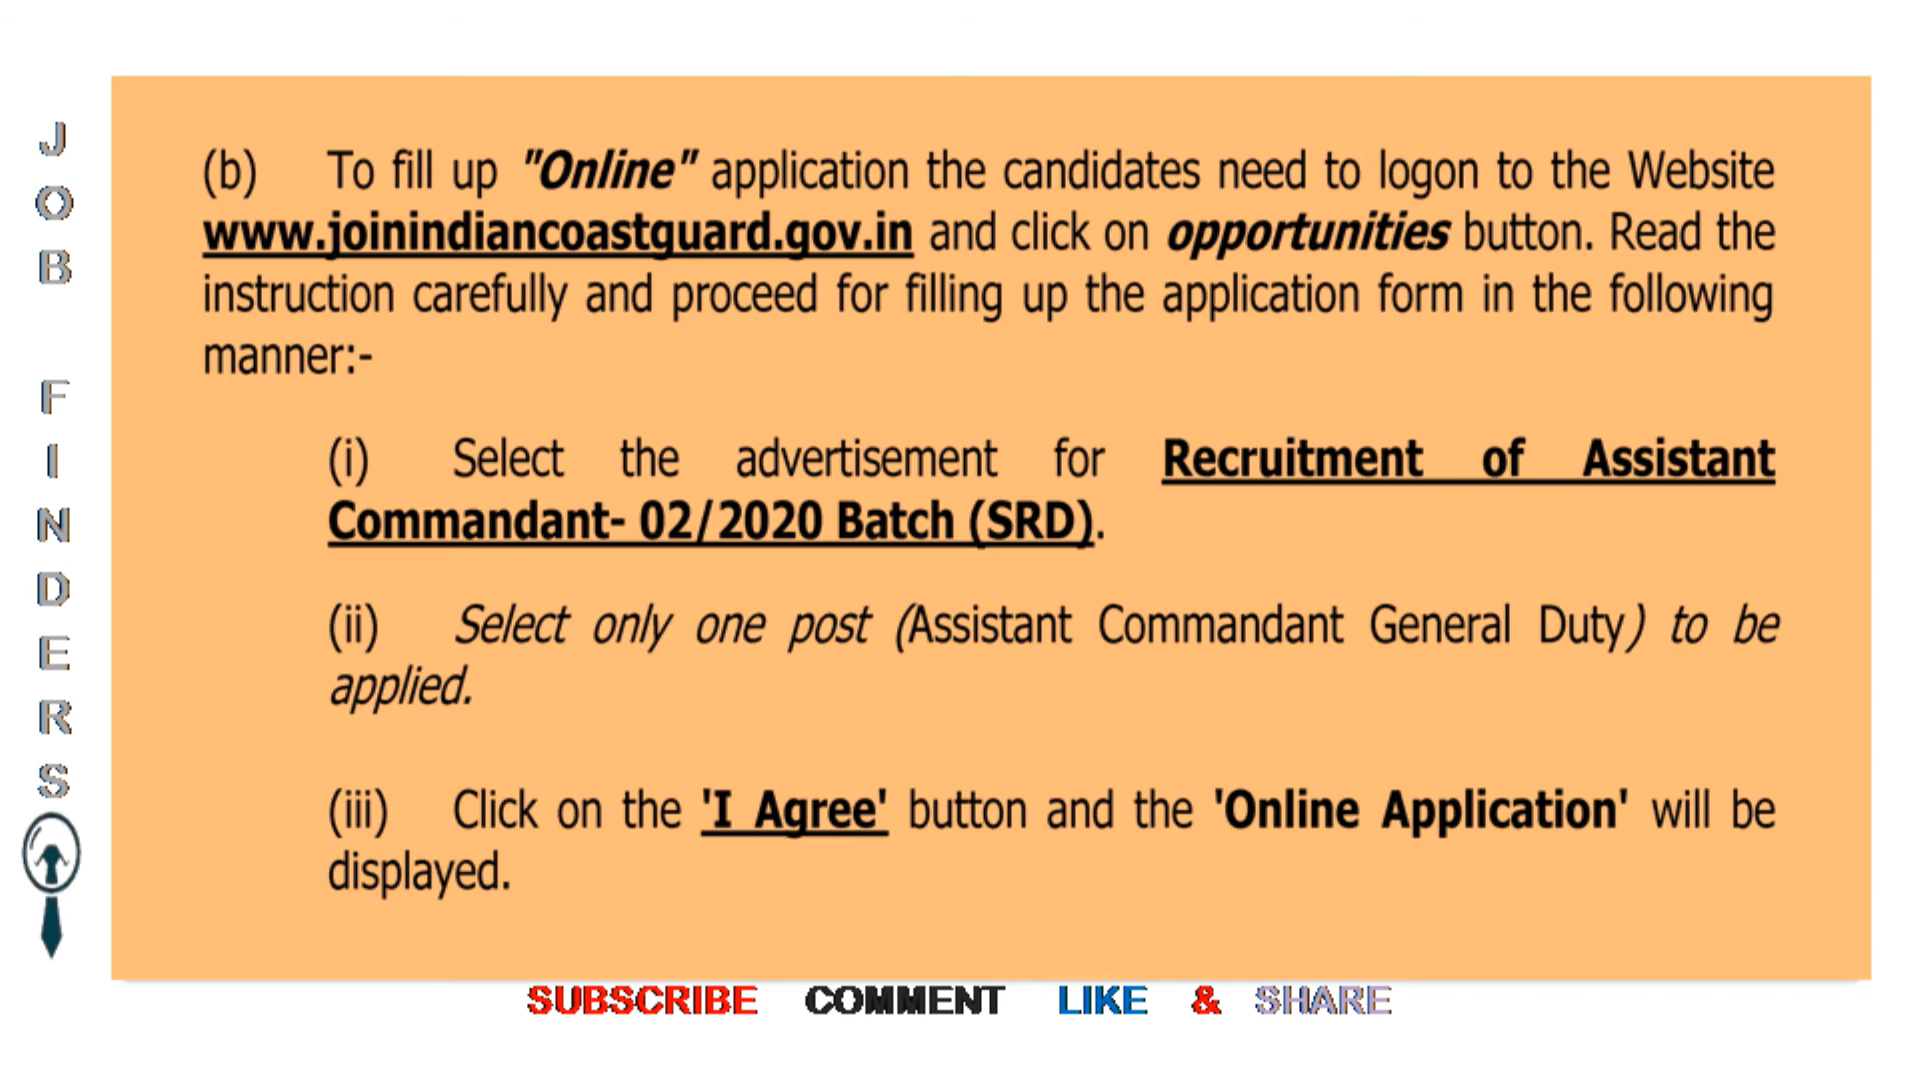 JOB FINDERS
(b) To fill up "Online" application the candidates need to logon to the Website
www.joinindiancoastguard.gov.in and click on opportunities button. Read the
instruction carefully and proceed for filling up the application form in the following
manner:-
(i) Select the advertisement for Recruitment of Assistant
Commandant- 02/2020 Batch (SRD).
(ii) Select only one post (Assistant Commandant General Duty) to be
applied.
(iii) Click on the 'I Agree' button and the 'Online Application' will be
displayed.
SUBSCRIBE COMMENT LIKE & SHARE